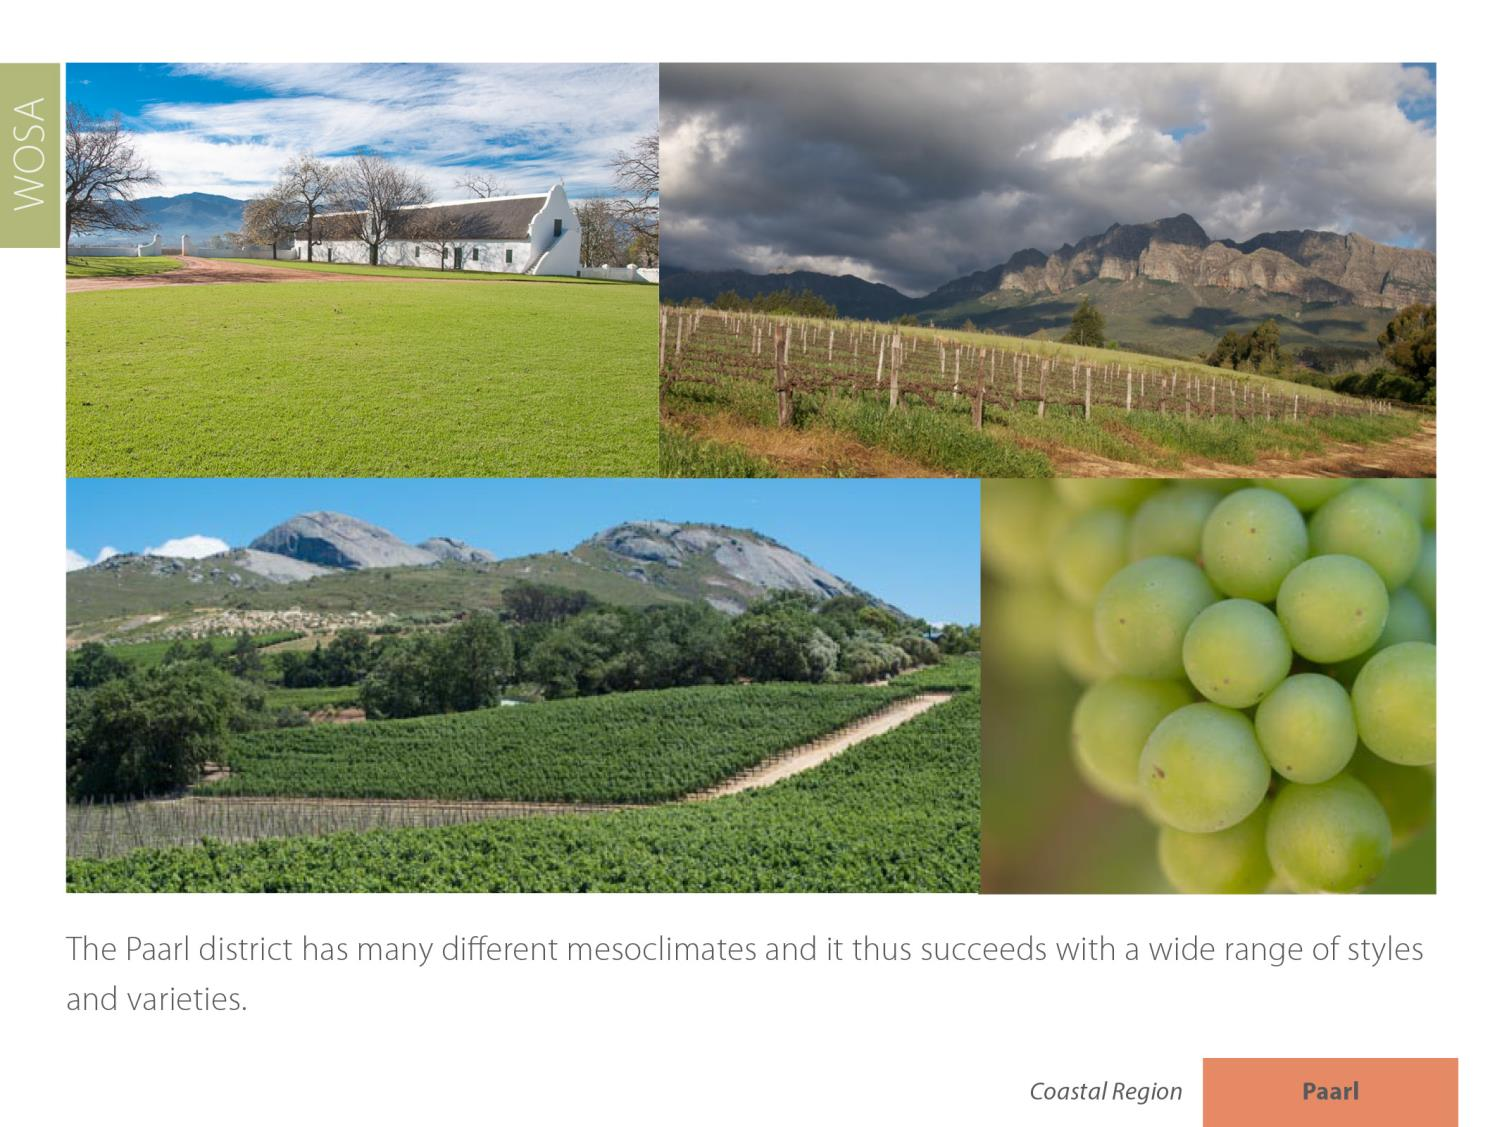 WOSA
The Paarl district has many different mesoclimates and it thus succeeds with a wide range of styles
and varieties.
Coastal Region
Paarl